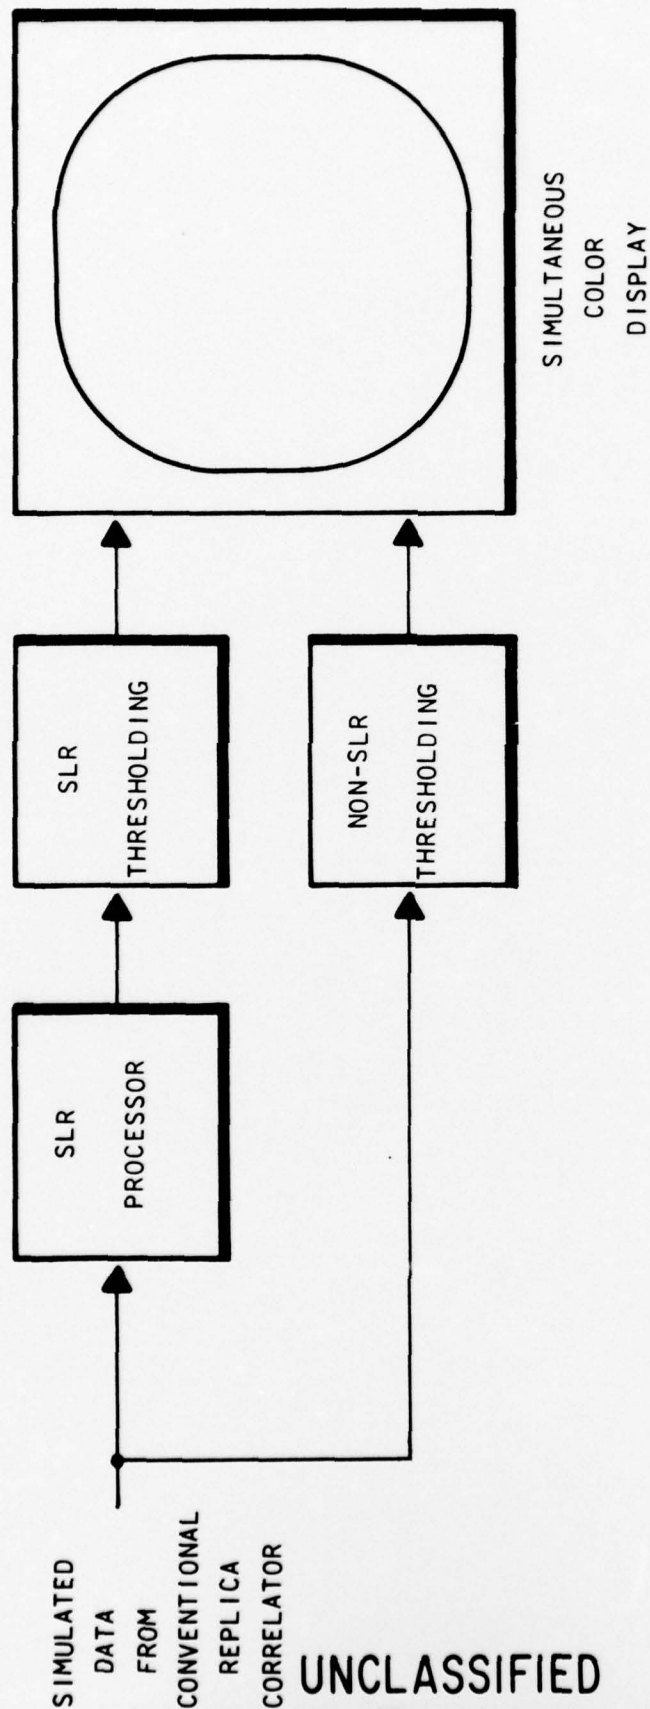 SIMULATED
DATA
FROM
CONVENTIONAL
REPLICA
CORRELATOR
SLR
PROCESSOR
SLR
THRESHOLDING
NON-SLR
THRESHOLDING
SIMULTANEOUS
COLOR
DISPLAY
UNCLASSIFIED